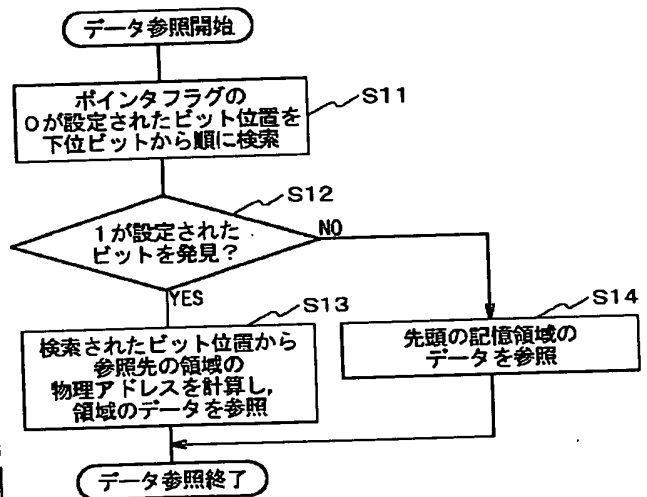 データ参照開始
ポインタフラグの
0が設定されたビット位置を
下位ビットから順に検索
S11
S12
1が設定された
ビットを発見?
NO
YES
S13
検索されたビット位置から
参照先の領域の
物理アドレスを計算し,
領域のデータを参照
S14
先頭の記憶領域の
データを参照
データ参照終了